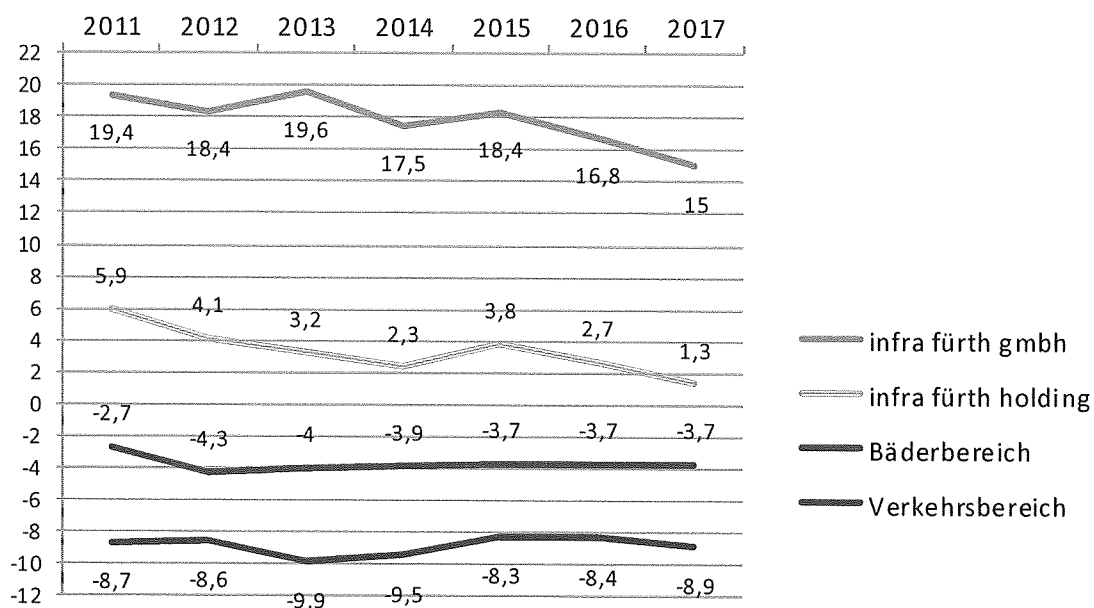 2011 2012 2013 2014 2015 2016 2017
22
20
18
19,4 18,4 19,6 17,5 18,4 16,8 15
16
14
12
10
8
5,9 4,1 3,2 2,3 3,8 2,7 1,3
6
4
2
0
-2,7 -4,3 -4 -3,9 -3,7 -3,7 -3,7
-2
-4
-6
-8
-10
-8,7 -8,6 -9,9 -9,5 -8,3 -8,4 -8,9
-12
infra fürth gmbh
infra fürth holding
Bäderbereich
Verkehrsbereich